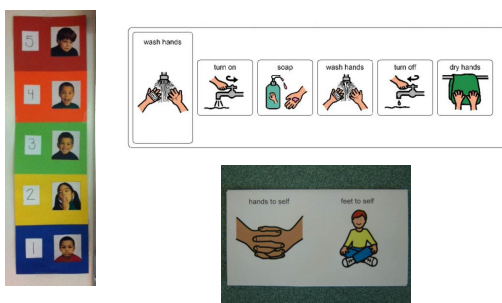 5
4
3
2
1
wash hands
turn on
soap
wash hands
turn off
dry hands
hands to self
feet to self